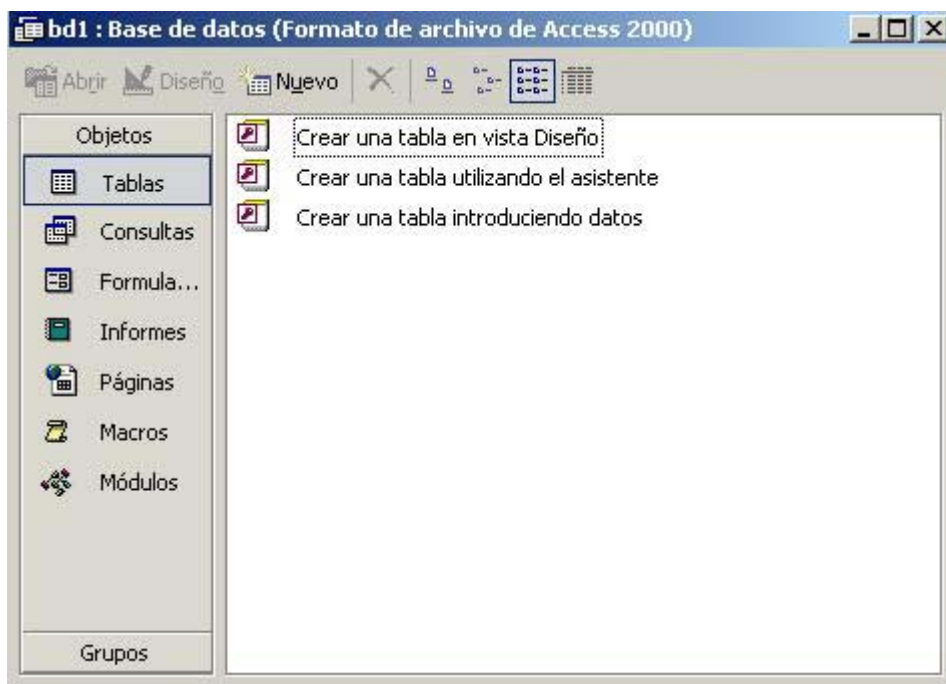 bd1 : Base de datos (Formato de archivo de Access 2000)
Abrir Diseño Nuevo
Objetos
Tablas
Consultas
Formula...
Informes
Páginas
Macros
Módulos
Grupos
Crear una tabla en vista Diseño
Crear una tabla utilizando el asistente
Crear una tabla introduciendo datos